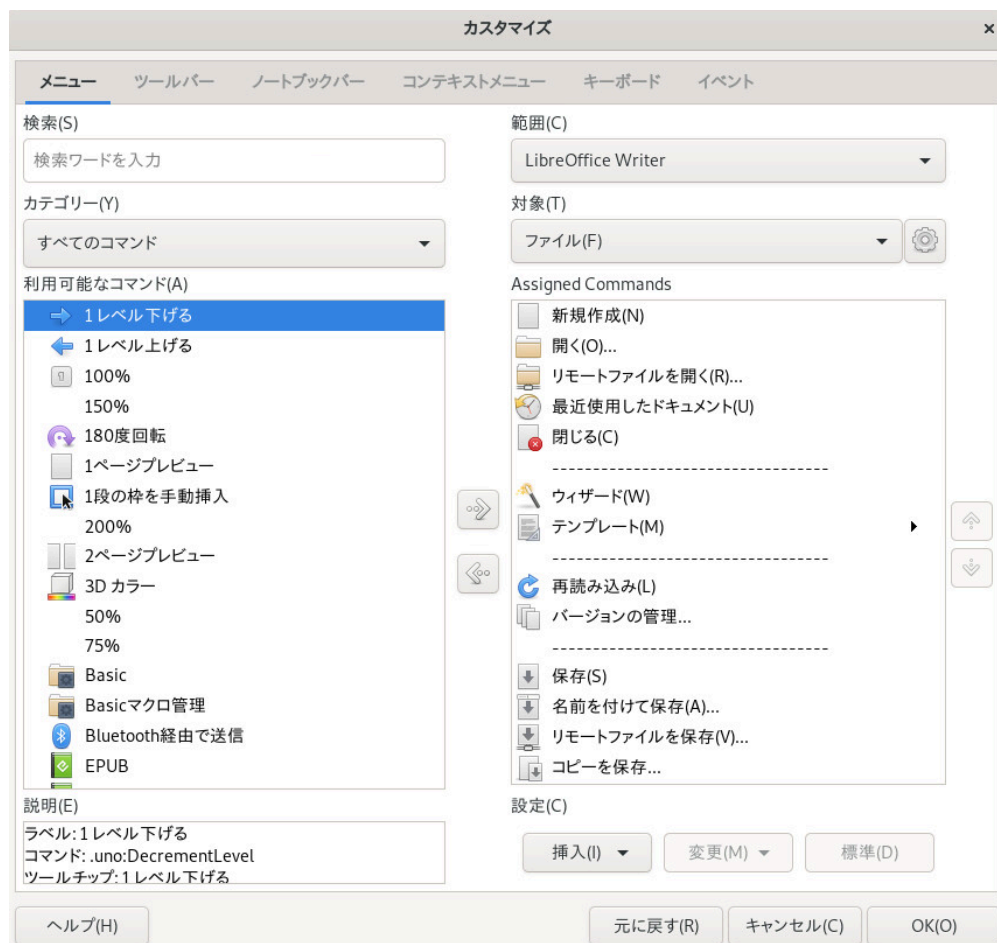 カスタマイズ
×
メニュー ツールバー ノートブックバー コンテキストメニュー キーボード イベント
検索(S)
検索ワードを入力
カテゴリー(Y)
すべてのコマンド
利用可能なコマンド(A)
1レベル下げる
1レベル上げる
100%
150%
180度回転
1ページプレビュー
1段の枠を手動挿入
200%
2ページプレビュー
3D カラー
50%
75%
Basic
Basicマクロ管理
Bluetooth経由で送信
EPUB
説明(E)
ラベル: 1レベル下げる
コマンド: .uno:DecrementLevel
ツールチップ: 1レベル下げる
範囲(C)
LibreOffice Writer
対象(T)
ファイル(F)
Assigned Commands
新規作成(N)
開く(O)...
リモートファイルを開く(R)...
最近使用したドキュメント(U)
閉じる(C)
----------------------------------
ウィザード(W)
テンプレート(M)
----------------------------------
再読み込み(L)
バージョンの管理...
----------------------------------
保存(S)
名前を付けて保存(A)...
リモートファイルを保存(V)...
コピーを保存...
設定(C)
挿入(I) 変更(M) 標準(D)
ヘルプ(H) 元に戻す(R) キャンセル(C) OK(O)